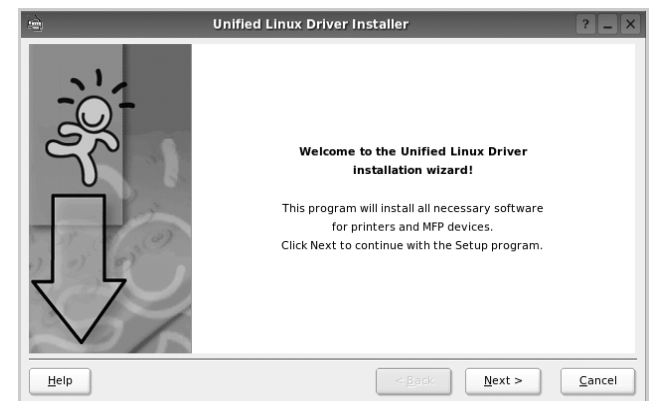 Unified Linux Driver Installer
Welcome to the Unified Linux Driver
installation wizard!
This program will install all necessary software
for printers and MFP devices.
Click Next to continue with the Setup program.
Help
< Back
Next >
Cancel